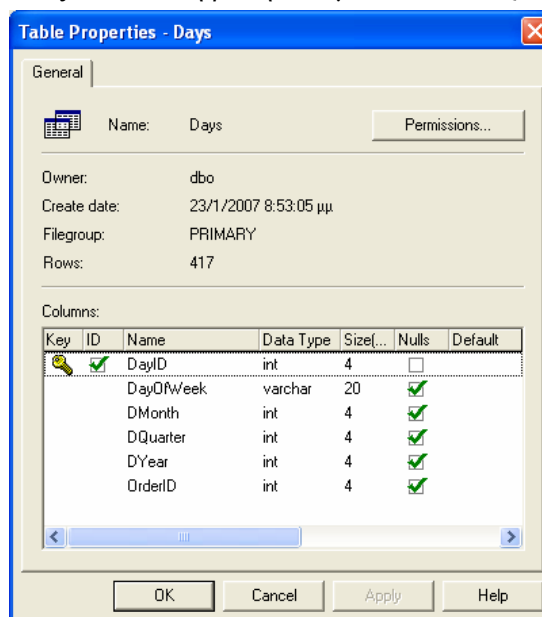 Table Properties - Days
General
Name: Days Permissions...
Owner: dbo
Create date: 23/1/2007 8:53:05 μμ
Filegroup: PRIMARY
Rows: 417
Columns:
Key ID Name Data Type Size(... Nulls Default
DayID int 4
DayOfWeek varchar 20
DMonth int 4
DQuarter int 4
DYear int 4
OrderID int 4
OK Cancel Apply Help